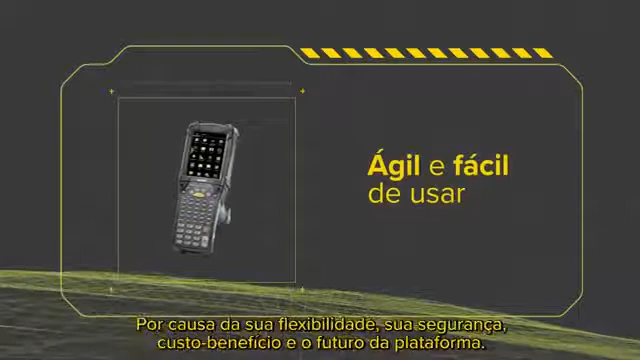 Ágil e fácil
de usar
Por causa da sua flexibilidade, sua segurança,
custo-benefício e o futuro da plataforma.